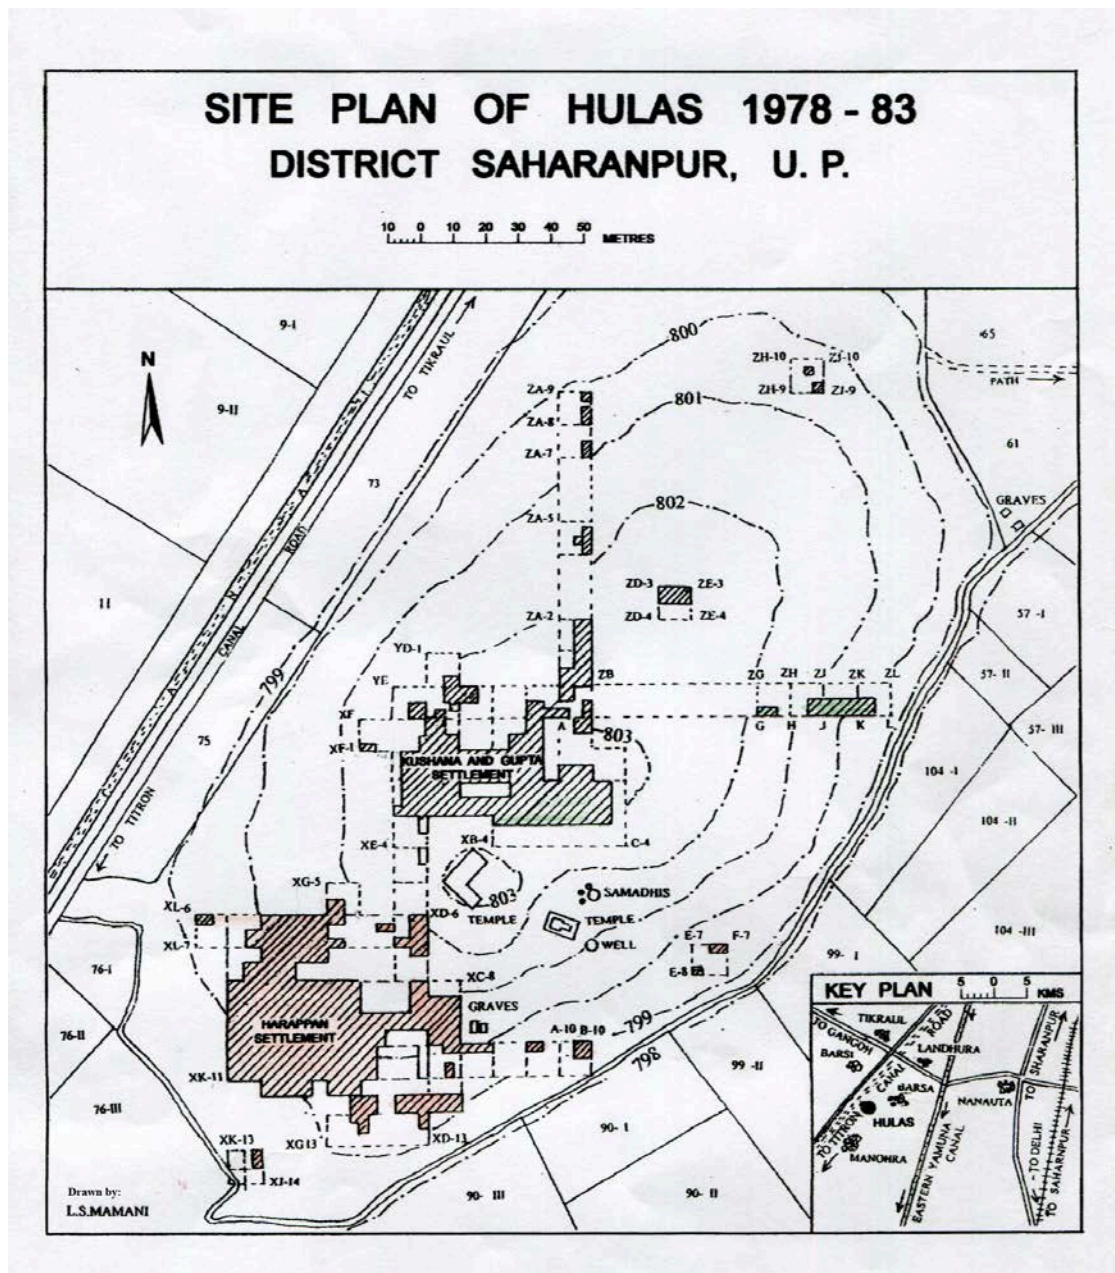 SITE PLAN OF HULAS 1978 - 83
DISTRICT SAHARANPUR, U. P.
10 0 10 20 30 40 50
METRES
9-I
800
65
N
TO TIKRAUL
ZH-10 ZJ-10
PATH
ZH-9 ZJ-9
ZA-9
801
9-II
ZA-8
61
ZA-7
73
802
GRAVES
ZA-5
ROAD
CANAL
11
ZD-3 ZE-3
57 - I
ZD-4 ZE-4
ZA-2
CANAL
YD-1
57 - II
799
YE
ZB
ZG ZH ZJ ZK ZL
XF
A
G H J K L
57- III
75
803
XF-1
KUSHANA AND GUPTA
SETTLEMENT
104 -I
104 -II
TO TITRON
XE-4
XB-4
C-4
XG-5
803
SAMADHIS
XL-6
XD-6
TEMPLE
TEMPLE
104 -III
E-7 F-7
XL-7
WELL
99- I
76-I
XC-8
E-8
GRAVES
799
76-II
HARAPPAN
SETTLEMENT
A-10 B-10
798
99 -II
XK-11
76-III
90- I
XK-13
XG13
XD-13
XJ-14
90- III
90- II
Drawn by:
L.S.MAMANI
KEY PLAN
5 0 5
KMS
TIKRAUL
ROAD
TO GANGOH
LANDHURA
TO SHARANPUR
BARSI
CANAL
BARSA
NANAUTA
HULAS
TO TITRON
MANOHRA
EASTERN YAMUNA
CANAL
TO DELHI
TO SAHARNPUR